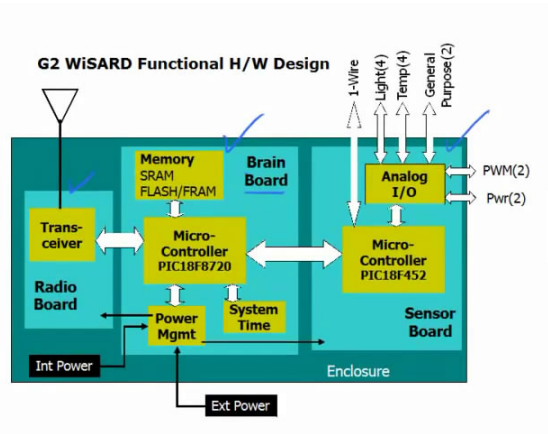 G2 WiSARD Functional H/W Design
1-Wire
Light(4)
Temp(4)
General
Purpose(2)
Memory
SRAM
FLASH/FRAM
Brain
Board
Analog
I/O
PWM(2)
Pwr(2)
Trans-
ceiver
Micro-
Controller
PIC18F8720
Micro-
Controller
PIC18F452
Radio
Board
Power
Mgmt
System
Time
Sensor
Board
Int Power
Enclosure
Ext Power